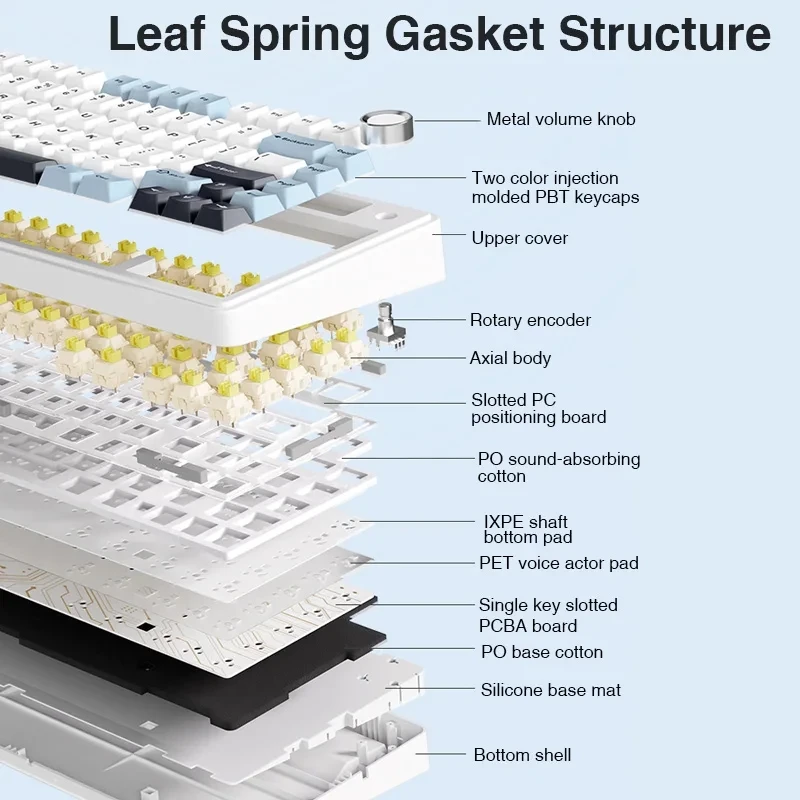 Leaf Spring Gasket Structure
Metal volume knob
Two color injection
molded PBT keycaps
Upper cover
Rotary encoder
Axial body
Slotted PC
positioning board
PO sound-absorbing
cotton
IXPE shaft
bottom pad
PET voice actor pad
Single key slotted
PCBA board
PO base cotton
Silicone base mat
Bottom shell